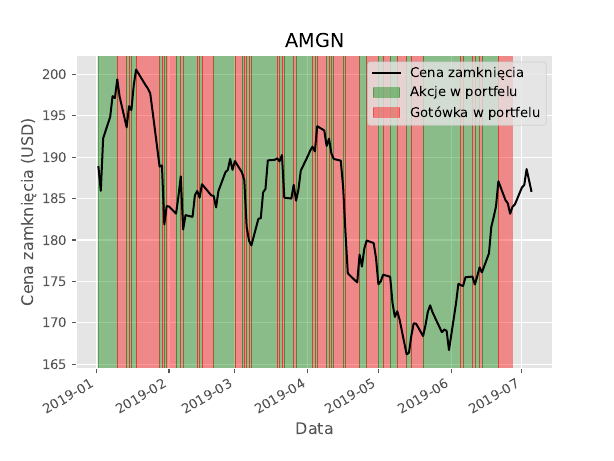 AMGN
Cena zamknięcia
Akcje w portfelu
Gotówka w portfelu
Cena zamknięcia (USD)
200
195
190
185
180
175
170
165
2019-01
2019-02
2019-03
2019-04
2019-05
2019-06
2019-07
Data